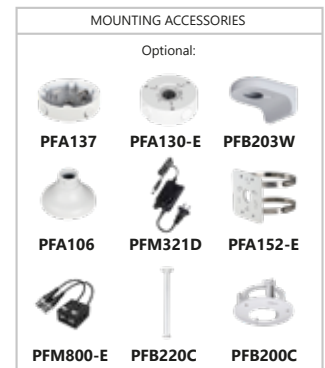 MOUNTING ACCESSORIES
Optional:
PFA137 PFA130-E PFB203W
PFA106 PFM321D PFA152-E
PFM800-E PFB220C PFB200C